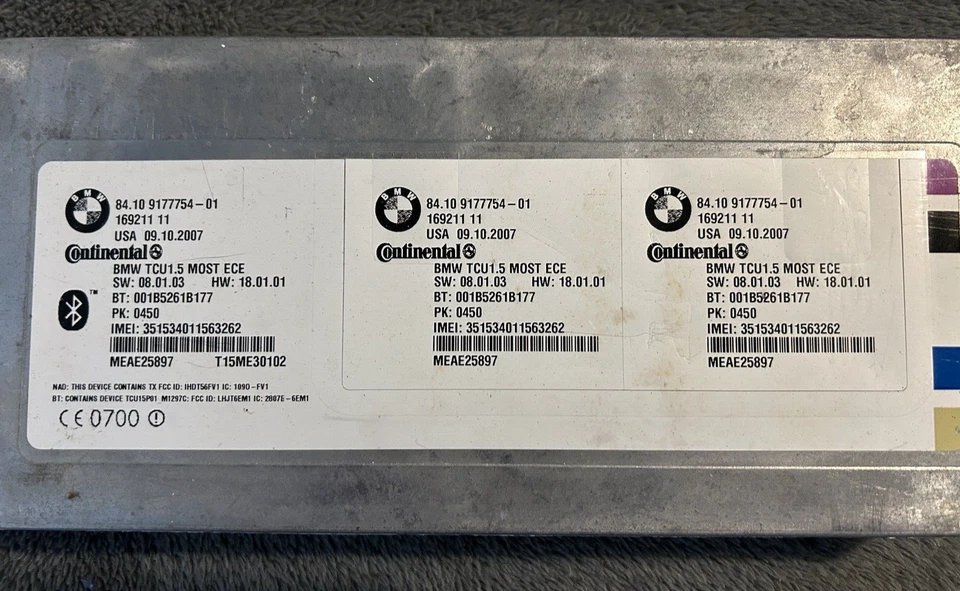 BMW
84.10 9177754-01
169211 11
USA 09.10.2007
Continental
BMW TCU1.5 MOST ECE
SW: 08.01.03 HW: 18.01.01
BT: 001B5261B177
PK: 0450
IMEI: 351534011563262
MEAE25897 T15ME30102
NAD: THIS DEVICE CONTAINS TX FCC ID: IHDT56FV1 IC: 1090-FV1
BT: CONTAINS DEVICE TCU15P01_M1297C: FCC ID: LHJT6EM1 IC: 2807E-6EM1
CE 0700
BMW
84.10 9177754-01
169211 11
USA 09.10.2007
Continental
BMW TCU1.5 MOST ECE
SW: 08.01.03 HW: 18.01.01
BT: 001B5261B177
PK: 0450
IMEI: 351534011563262
MEAE25897
BMW
84.10 9177754-01
169211 11
USA 09.10.2007
Continental
BMW TCU1.5 MOST ECE
SW: 08.01.03 HW: 18.01.01
BT: 001B5261B177
PK: 0450
IMEI: 351534011563262
MEAE25897